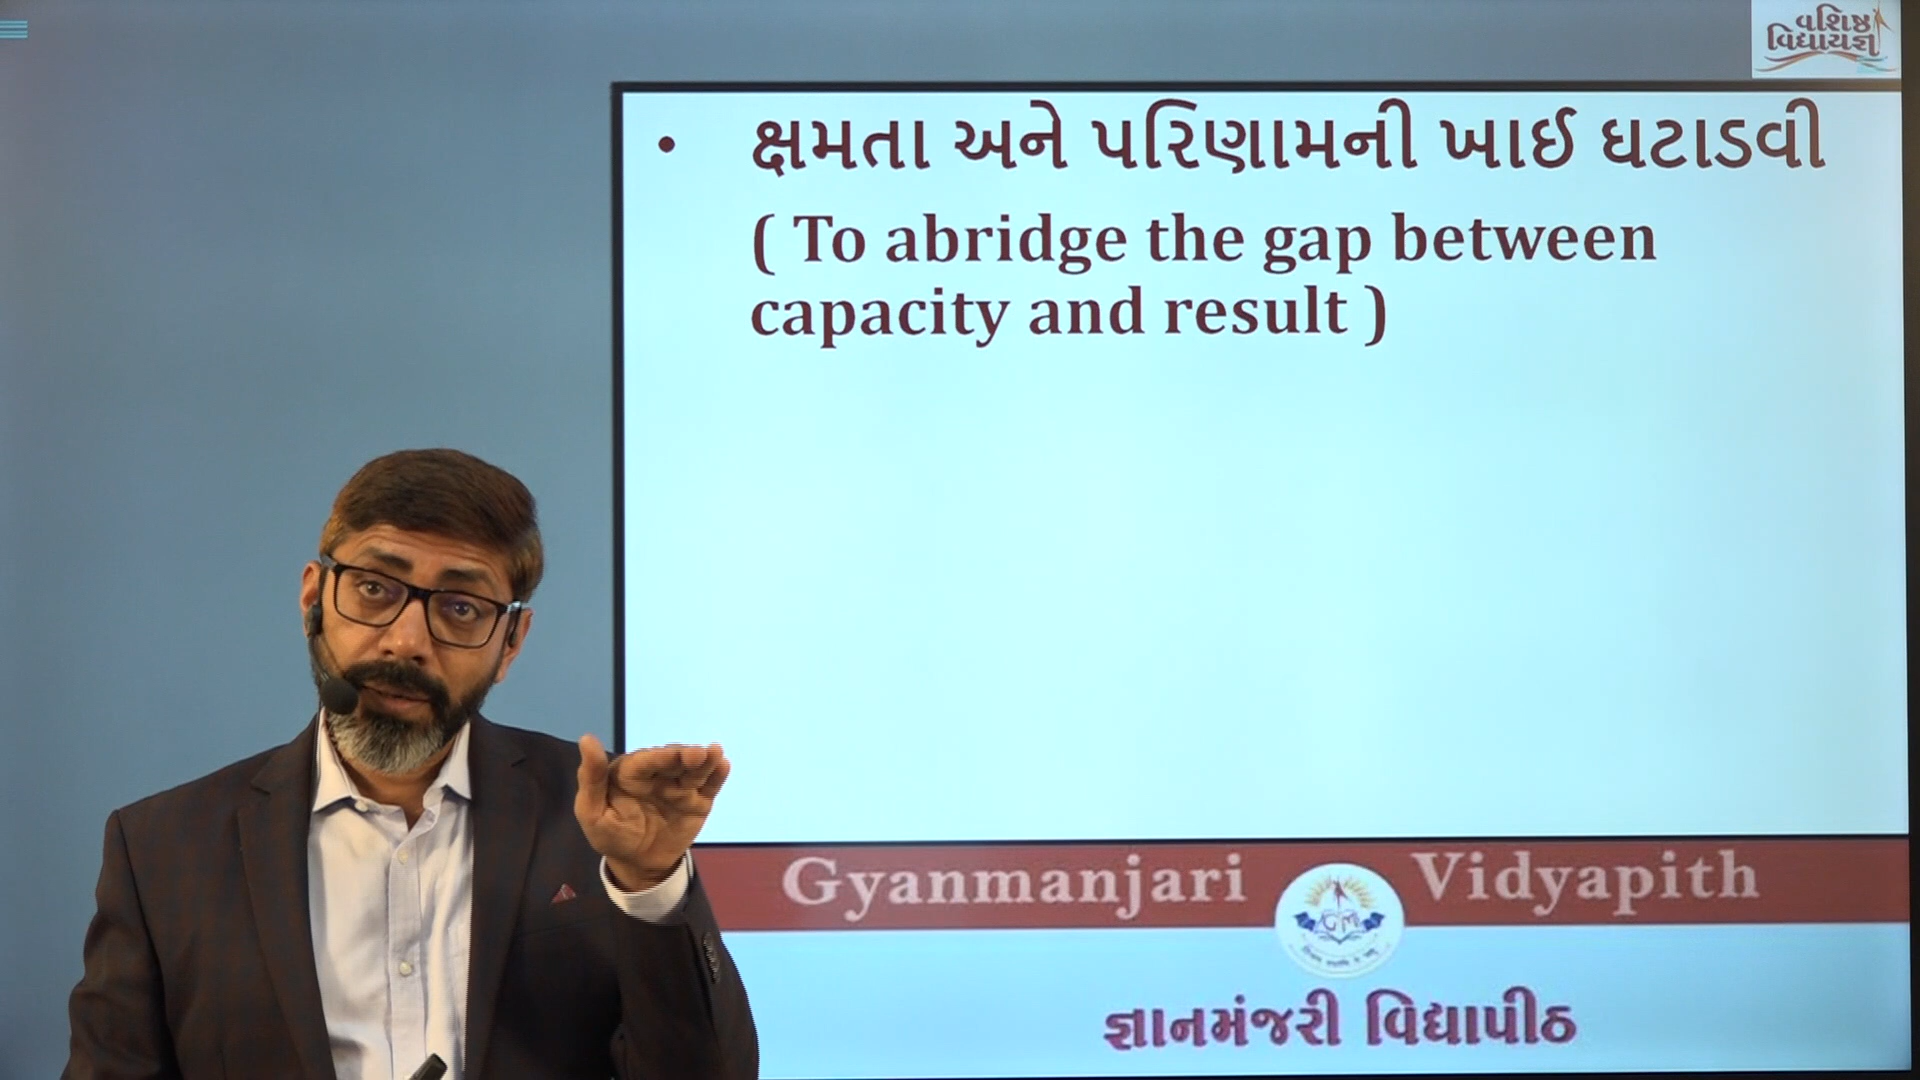 વશિષ્ઠ
વિદ્યાયજ્ઞ
• ક્ષમતા અને પરિણામની ખાઈ ઘટાડવી
( To abridge the gap between
capacity and result )
Gyanmanjari Vidyapith
જ્ઞાનમંજરી વિદ્યાપીઠ